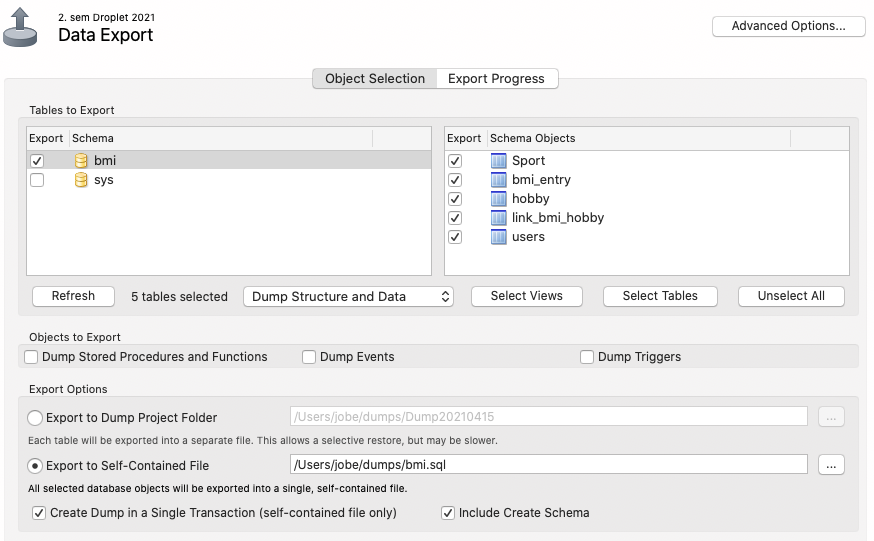 2. sem Droplet 2021
Data Export
Advanced Options...
Object Selection
Export Progress
Tables to Export
Export Schema
bmi
sys
Export Schema Objects
Sport
bmi_entry
hobby
link_bmi_hobby
users
Refresh
5 tables selected
Dump Structure and Data
Select Views
Select Tables
Unselect All
Objects to Export
Dump Stored Procedures and Functions
Dump Events
Dump Triggers
Export Options
Export to Dump Project Folder
/Users/jobe/dumps/Dump20210415
...
Each table will be exported into a separate file. This allows a selective restore, but may be slower.
Export to Self-Contained File
/Users/jobe/dumps/bmi.sql
...
All selected database objects will be exported into a single, self-contained file.
Create Dump in a Single Transaction (self-contained file only)
Include Create Schema